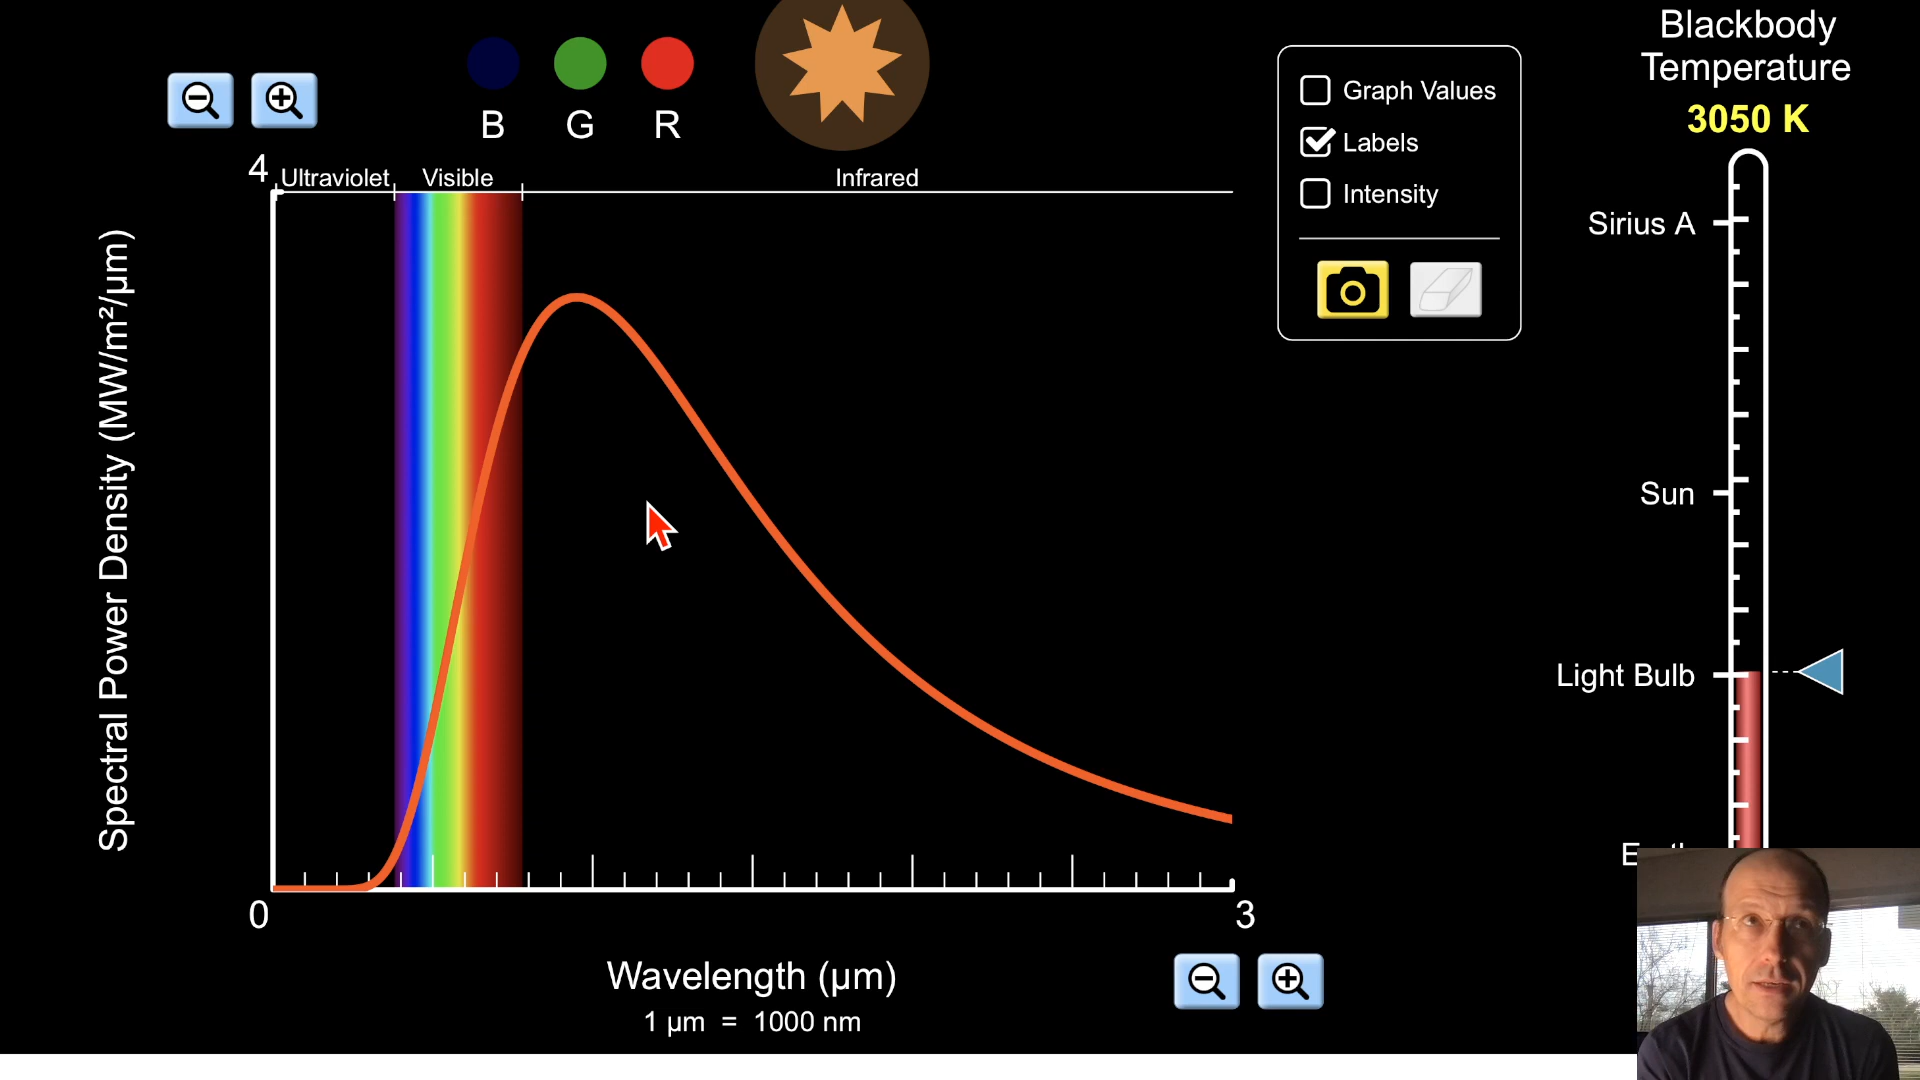 Blackbody
Temperature
3050 K
B
G
R
Graph Values
Labels
Intensity
4
Ultraviolet
Visible
Infrared
Sirius A
Sun
Light Bulb
Spectral Power Density (MW/m²/μm)
0
3
Wavelength (μm)
1 μm = 1000 nm